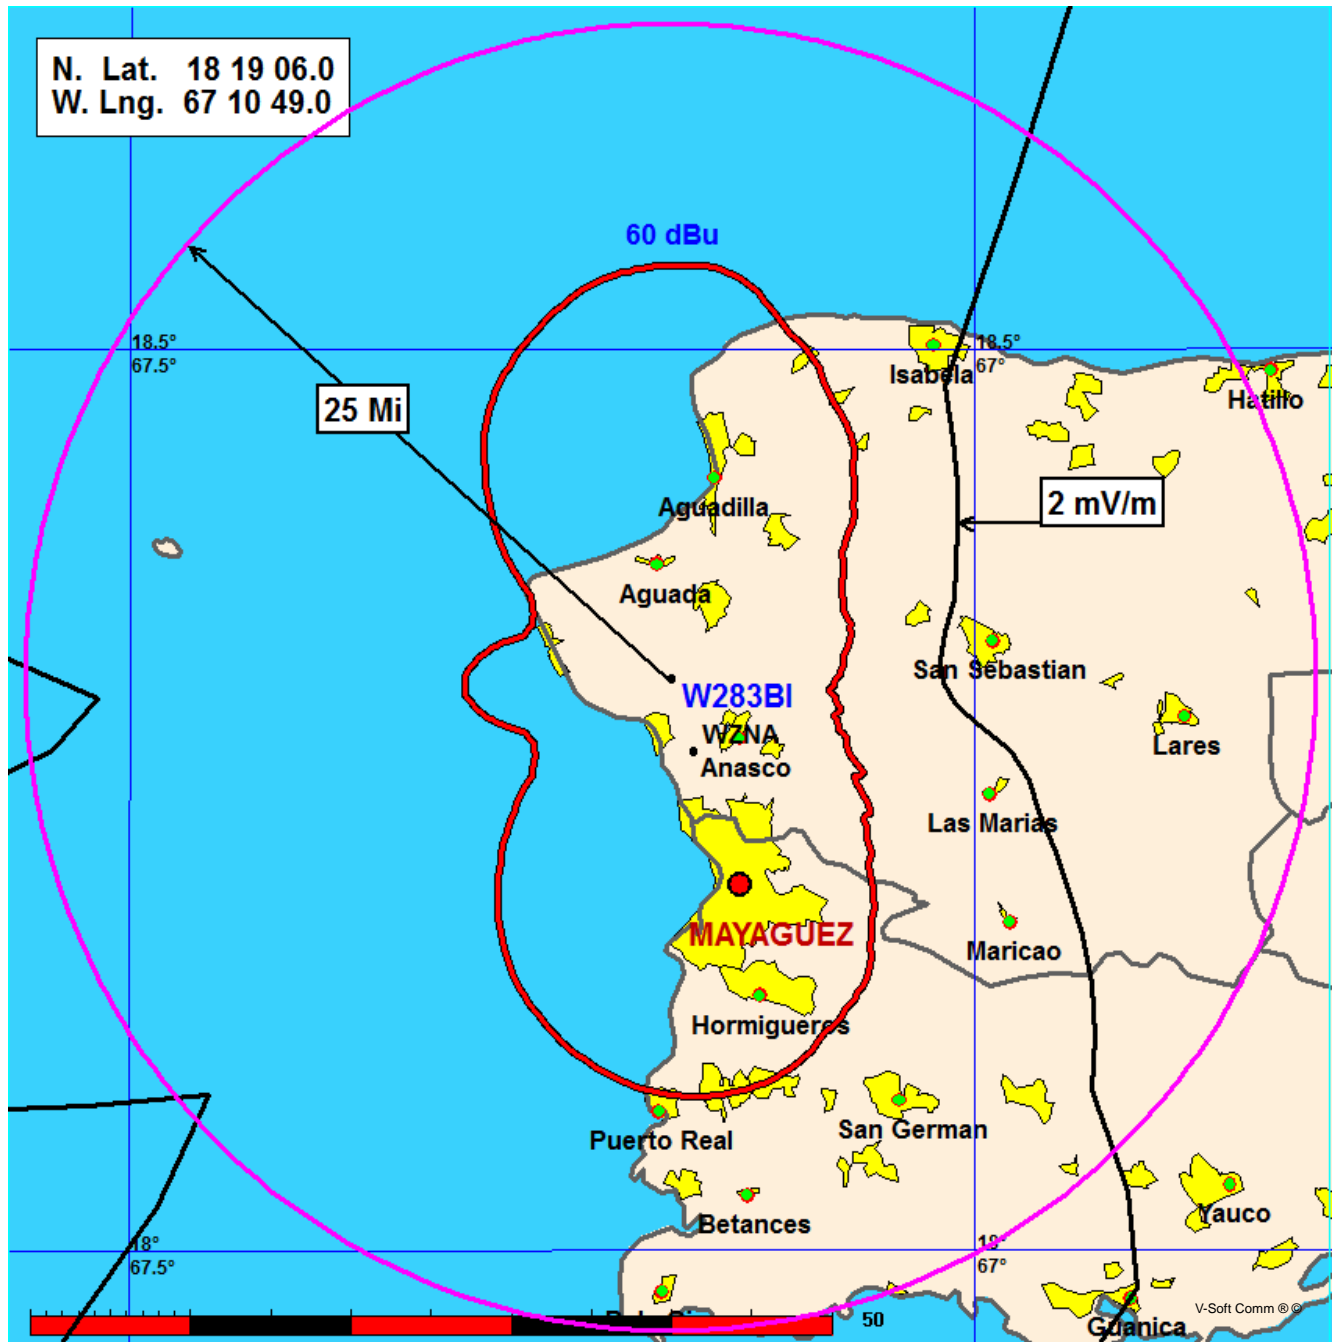 N. Lat. 18 19 06.0
W. Lng. 67 10 49.0
60 dBu
18.5°
67.5°
18.5°
67°
Isabela
Hatillo
25 Mi
2 mV/m
Aguadilla
Aguada
San Sebastian
W283BI
WZNA
Anasco
Lares
Las Marias
MAYAGUEZ
Maricao
Hormigueros
Puerto Real
San German
Betances
Yauco
18°
67.5°
18°
67°
50
V-Soft Comm ® ©
Guanica